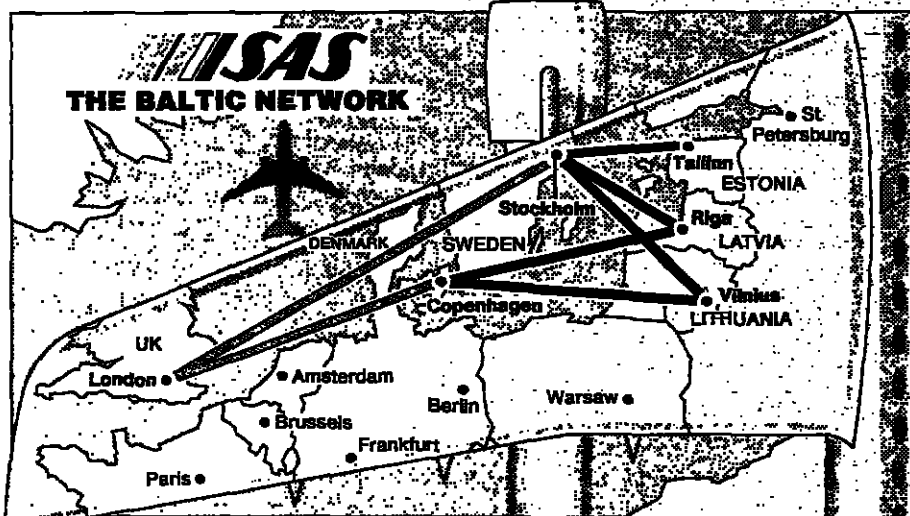 SAS
THE BALTIC NETWORK
St.
Petersburg
Tallinn
ESTONIA
Stockholm
Riga
DENMARK
SWEDEN
LATVIA
Vilnius
Copenhagen
LITHUANIA
UK
London
Amsterdam
Berlin
Warsaw
Brussels
Frankfurt
Paris